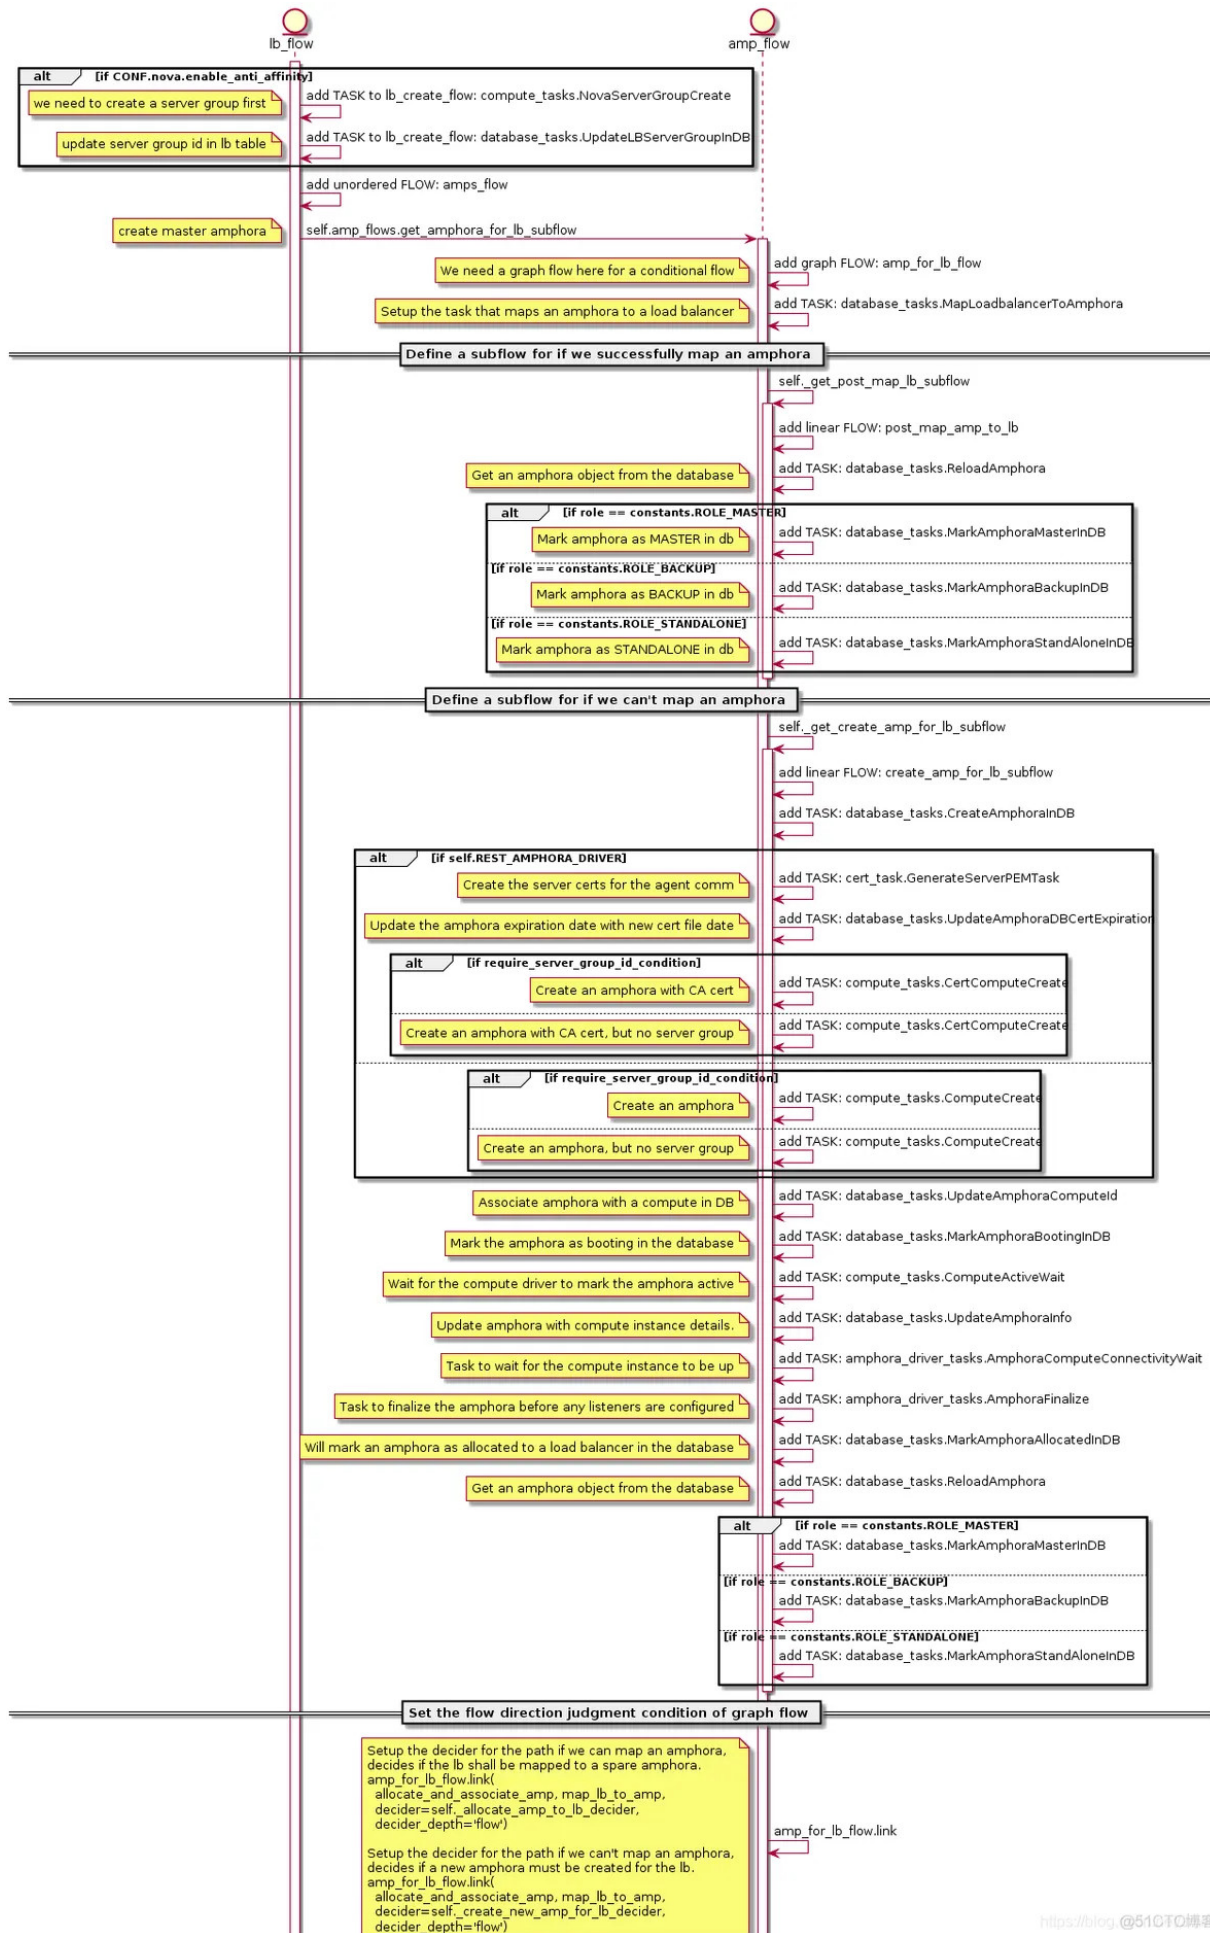 lb_flow
amp_flow
alt [if CONF.nova.enable_anti_affinity]
we need to create a server group first
add TASK to lb_create_flow: compute_tasks.NovaServerGroupCreate
update server group id in lb table
add TASK to lb_create_flow: database_tasks.UpdateLBServerGroupInDB
add unordered FLOW: amps_flow
create master amphora
self.amp_flows.get_amphora_for_lb_subflow
We need a graph flow here for a conditional flow
add graph FLOW: amp_for_lb_flow
Setup the task that maps an amphora to a load balancer
add TASK: database_tasks.MapLoadbalancerToAmphora
Define a subflow for if we successfully map an amphora
self._get_post_map_lb_subflow
add linear FLOW: post_map_amp_to_lb
Get an amphora object from the database
add TASK: database_tasks.ReloadAmphora
alt [if role == constants.ROLE_MASTER]
Mark amphora as MASTER in db
add TASK: database_tasks.MarkAmphoraMasterInDB
[if role == constants.ROLE_BACKUP]
Mark amphora as BACKUP in db
add TASK: database_tasks.MarkAmphoraBackupInDB
[if role == constants.ROLE_STANDALONE]
Mark amphora as STANDALONE in db
add TASK: database_tasks.MarkAmphoraStandAloneInDB
Define a subflow for if we can't map an amphora
self._get_create_amp_for_lb_subflow
add linear FLOW: create_amp_for_lb_subflow
add TASK: database_tasks.CreateAmphoraInDB
alt [if self.REST_AMPHORA_DRIVER]
Create the server certs for the agent comm
add TASK: cert_task.GenerateServerPEMTask
Update the amphora expiration date with new cert file date
add TASK: database_tasks.UpdateAmphoraDBCertExpiration
alt [if require_server_group_id_condition]
Create an amphora with CA cert
add TASK: compute_tasks.CertComputeCreate
Create an amphora with CA cert, but no server group
add TASK: compute_tasks.CertComputeCreate
alt [if require_server_group_id_condition]
Create an amphora
add TASK: compute_tasks.ComputeCreate
Create an amphora, but no server group
add TASK: compute_tasks.ComputeCreate
Associate amphora with a compute in DB
add TASK: database_tasks.UpdateAmphoraComputeId
Mark the amphora as booting in the database
add TASK: database_tasks.MarkAmphoraBootingInDB
Wait for the compute driver to mark the amphora active
add TASK: compute_tasks.ComputeActiveWait
Update amphora with compute instance details.
add TASK: database_tasks.UpdateAmphoraInfo
Task to wait for the compute instance to be up
add TASK: amphora_driver_tasks.AmphoraComputeConnectivityWait
Task to finalize the amphora before any listeners are configured
add TASK: amphora_driver_tasks.AmphoraFinalize
Will mark an amphora as allocated to a load balancer in the database
add TASK: database_tasks.MarkAmphoraAllocatedInDB
Get an amphora object from the database
add TASK: database_tasks.ReloadAmphora
alt [if role == constants.ROLE_MASTER]
add TASK: database_tasks.MarkAmphoraMasterInDB
[if role == constants.ROLE_BACKUP]
add TASK: database_tasks.MarkAmphoraBackupInDB
[if role == constants.ROLE_STANDALONE]
add TASK: database_tasks.MarkAmphoraStandAloneInDB
Set the flow direction judgment condition of graph flow
Setup the decider for the path if we can map an amphora,
decides if the lb shall be mapped to a spare amphora.
amp_for_lb_flow.link(
allocate_and_associate_amp, map_lb_to_amp,
decider=self._allocate_amp_to_lb_decider,
decider_depth='flow')
amp_for_lb_flow.link
Setup the decider for the path if we can't map an amphora,
decides if a new amphora must be created for the lb.
amp_for_lb_flow.link(
allocate_and_associate_amp, map_lb_to_amp,
decider=self._create_new_amp_for_lb_decider,
decider_depth='flow')
https://blog.
@51CTO博客